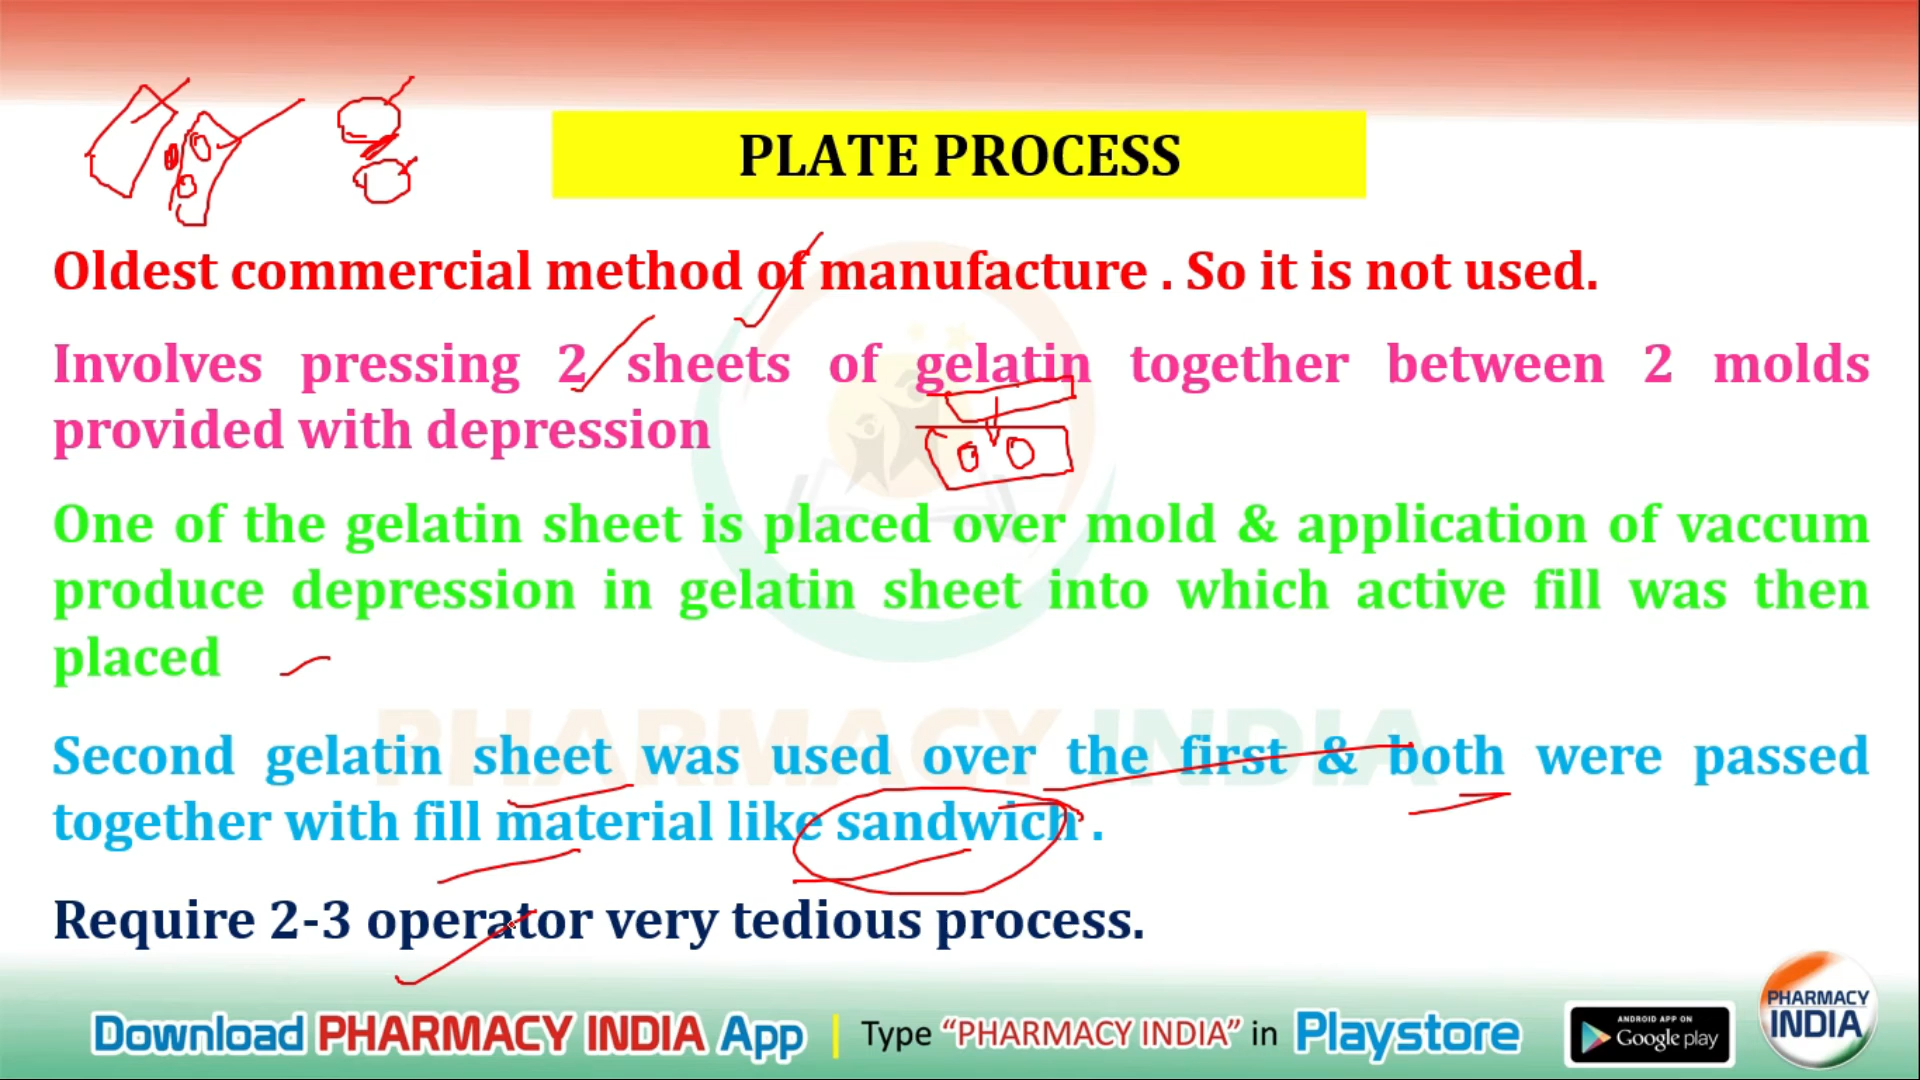 PLATE PROCESS
Oldest commercial method of manufacture . So it is not used.
Involves pressing 2 sheets of gelatin together between 2 molds
provided with depression
One of the gelatin sheet is placed over mold & application of vaccum
produce depression in gelatin sheet into which active fill was then
placed
PHARMACY INDIA
Second gelatin sheet was used over the first & both were passed
together with fill material like sandwich .
Require 2-3 operator very tedious process.
Download PHARMACY INDIA App | Type “PHARMACY INDIA” in Playstore
ANDROID APP ON
Google play
PHARMACY
INDIA